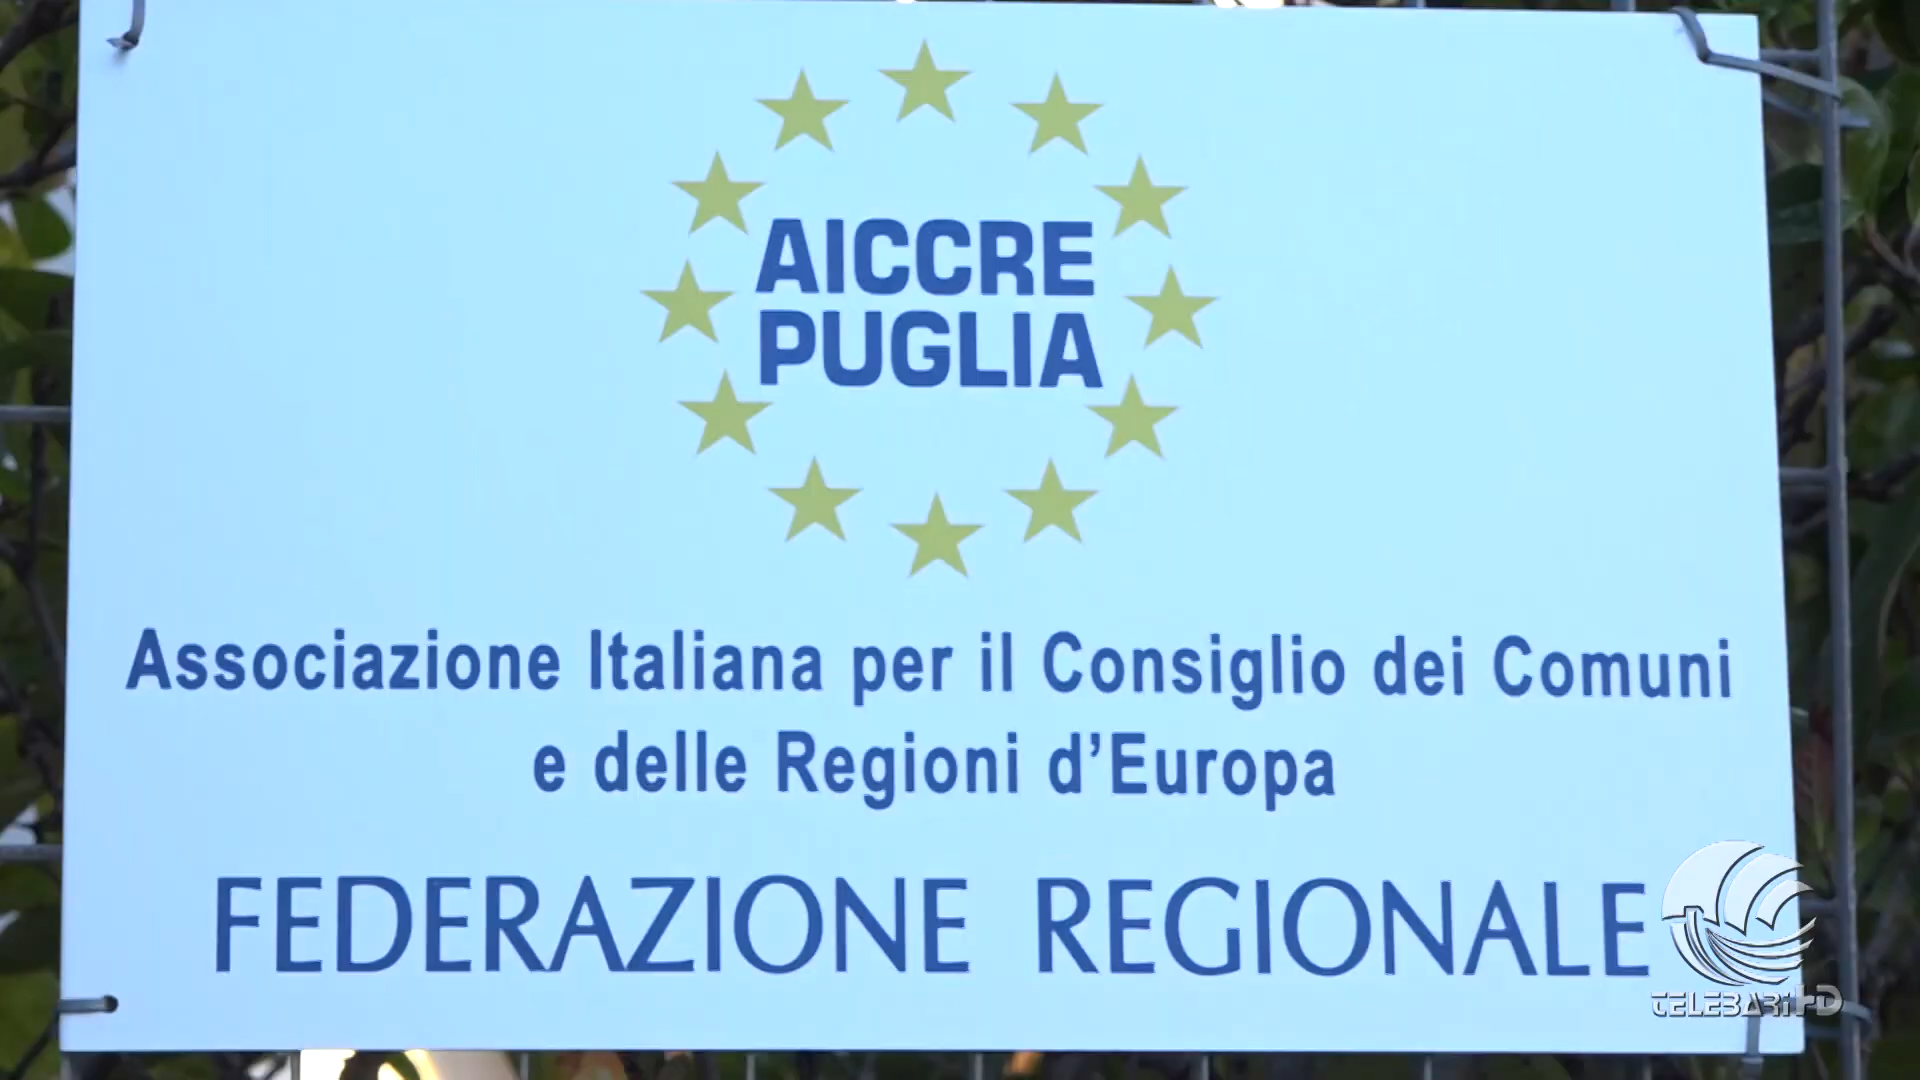 AICCRE
PUGLIA
Associazione Italiana per il Consiglio dei Comuni
e delle Regioni d'Europa
FEDERAZIONE REGIONALE
TELEBARI HD